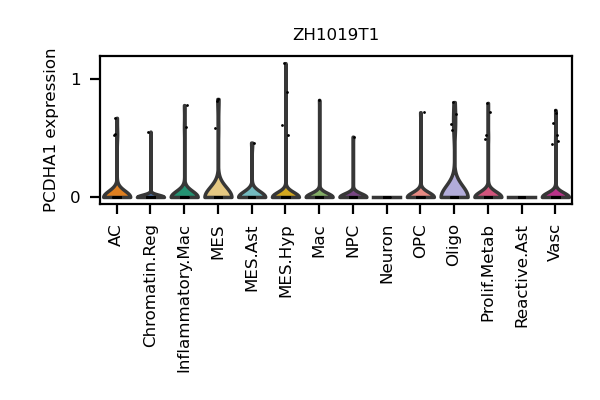 ZH1019T1
PCDHA1 expression
1
0
AC
Chromatin.Reg
Inflammatory.Mac
MES
MES.Ast
MES.Hyp
Mac
NPC
Neuron
OPC
Oligo
Prolif.Metab
Reactive.Ast
Vasc